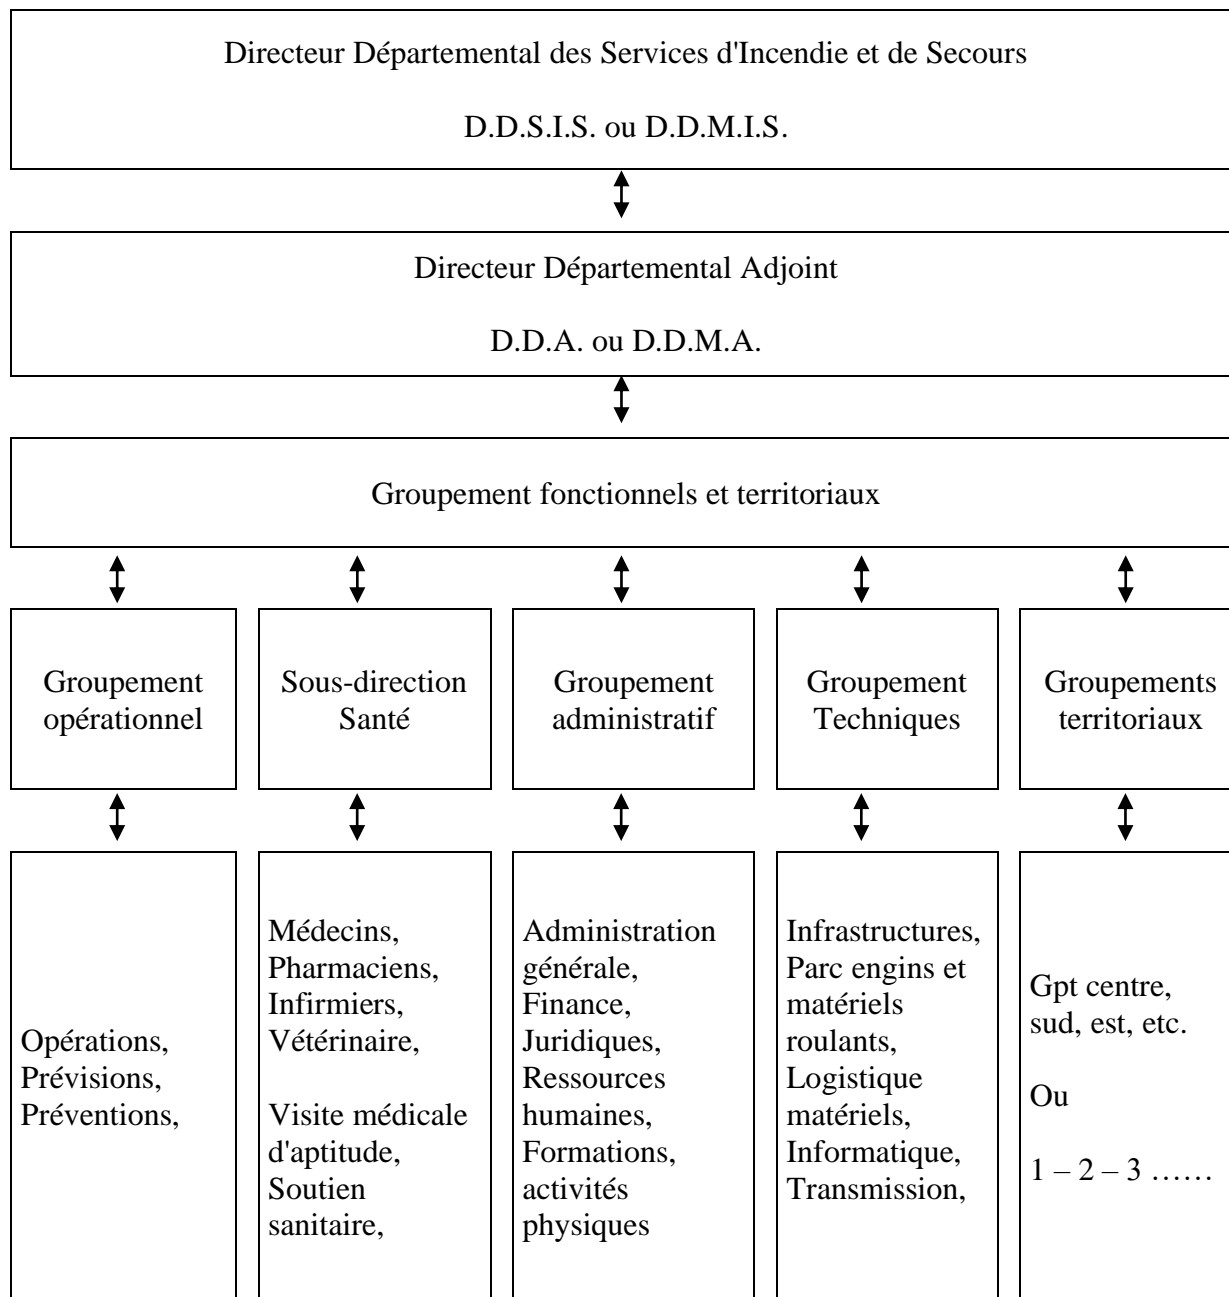 Directeur Départemental des Services d'Incendie et de Secours
D.D.S.I.S. ou D.D.M.I.S.
Directeur Départemental Adjoint
D.D.A. ou D.D.M.A.
Groupement fonctionnels et territoriaux
Groupement
opérationnel
Sous-direction
Santé
Groupement
administratif
Groupement
Techniques
Groupements
territoriaux
Opérations,
Prévisions,
Préventions,
Médecins,
Pharmaciens,
Infirmiers,
Vétérinaire,
Visite médicale
d'aptitude,
Soutien
sanitaire,
Administration
générale,
Finance,
Juridiques,
Ressources
humaines,
Formations,
activités
physiques
Infrastructures,
Parc engins et
matériels
roulants,
Logistique
matériels,
Informatique,
Transmission,
Gpt centre,
sud, est, etc.
Ou
1 – 2 – 3 ……